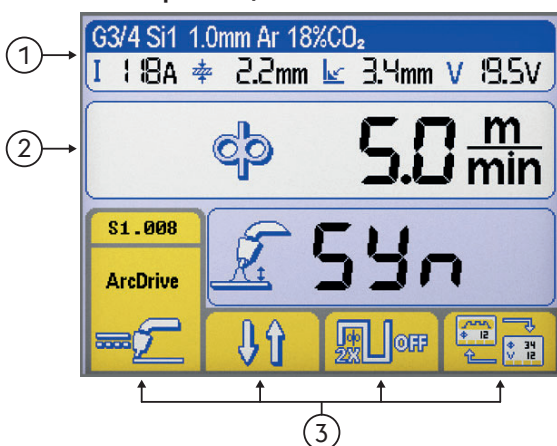 G3/4 Si1 1.0mm Ar 18%CO₂
I 118A 2.2mm 3.4mm V 19.5V
1
2
5.0 m/min
S1.008
Syn
ArcDrive
2X OFF
12
34
V 12
3